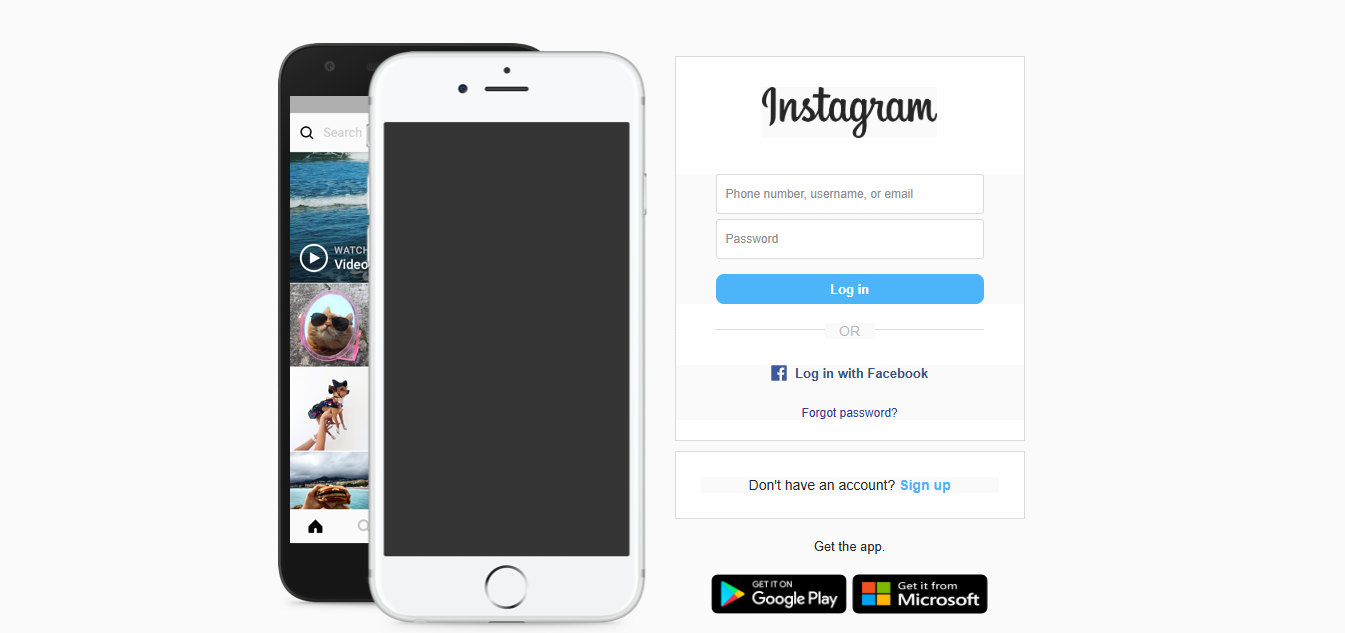 Search
WATCH
Video
Instagram
Phone number, username, or email
Password
Log in
OR
Log in with Facebook
Forgot password?
Don't have an account? Sign up
Get the app.
GET IT ON
Google Play
Get it from
Microsoft